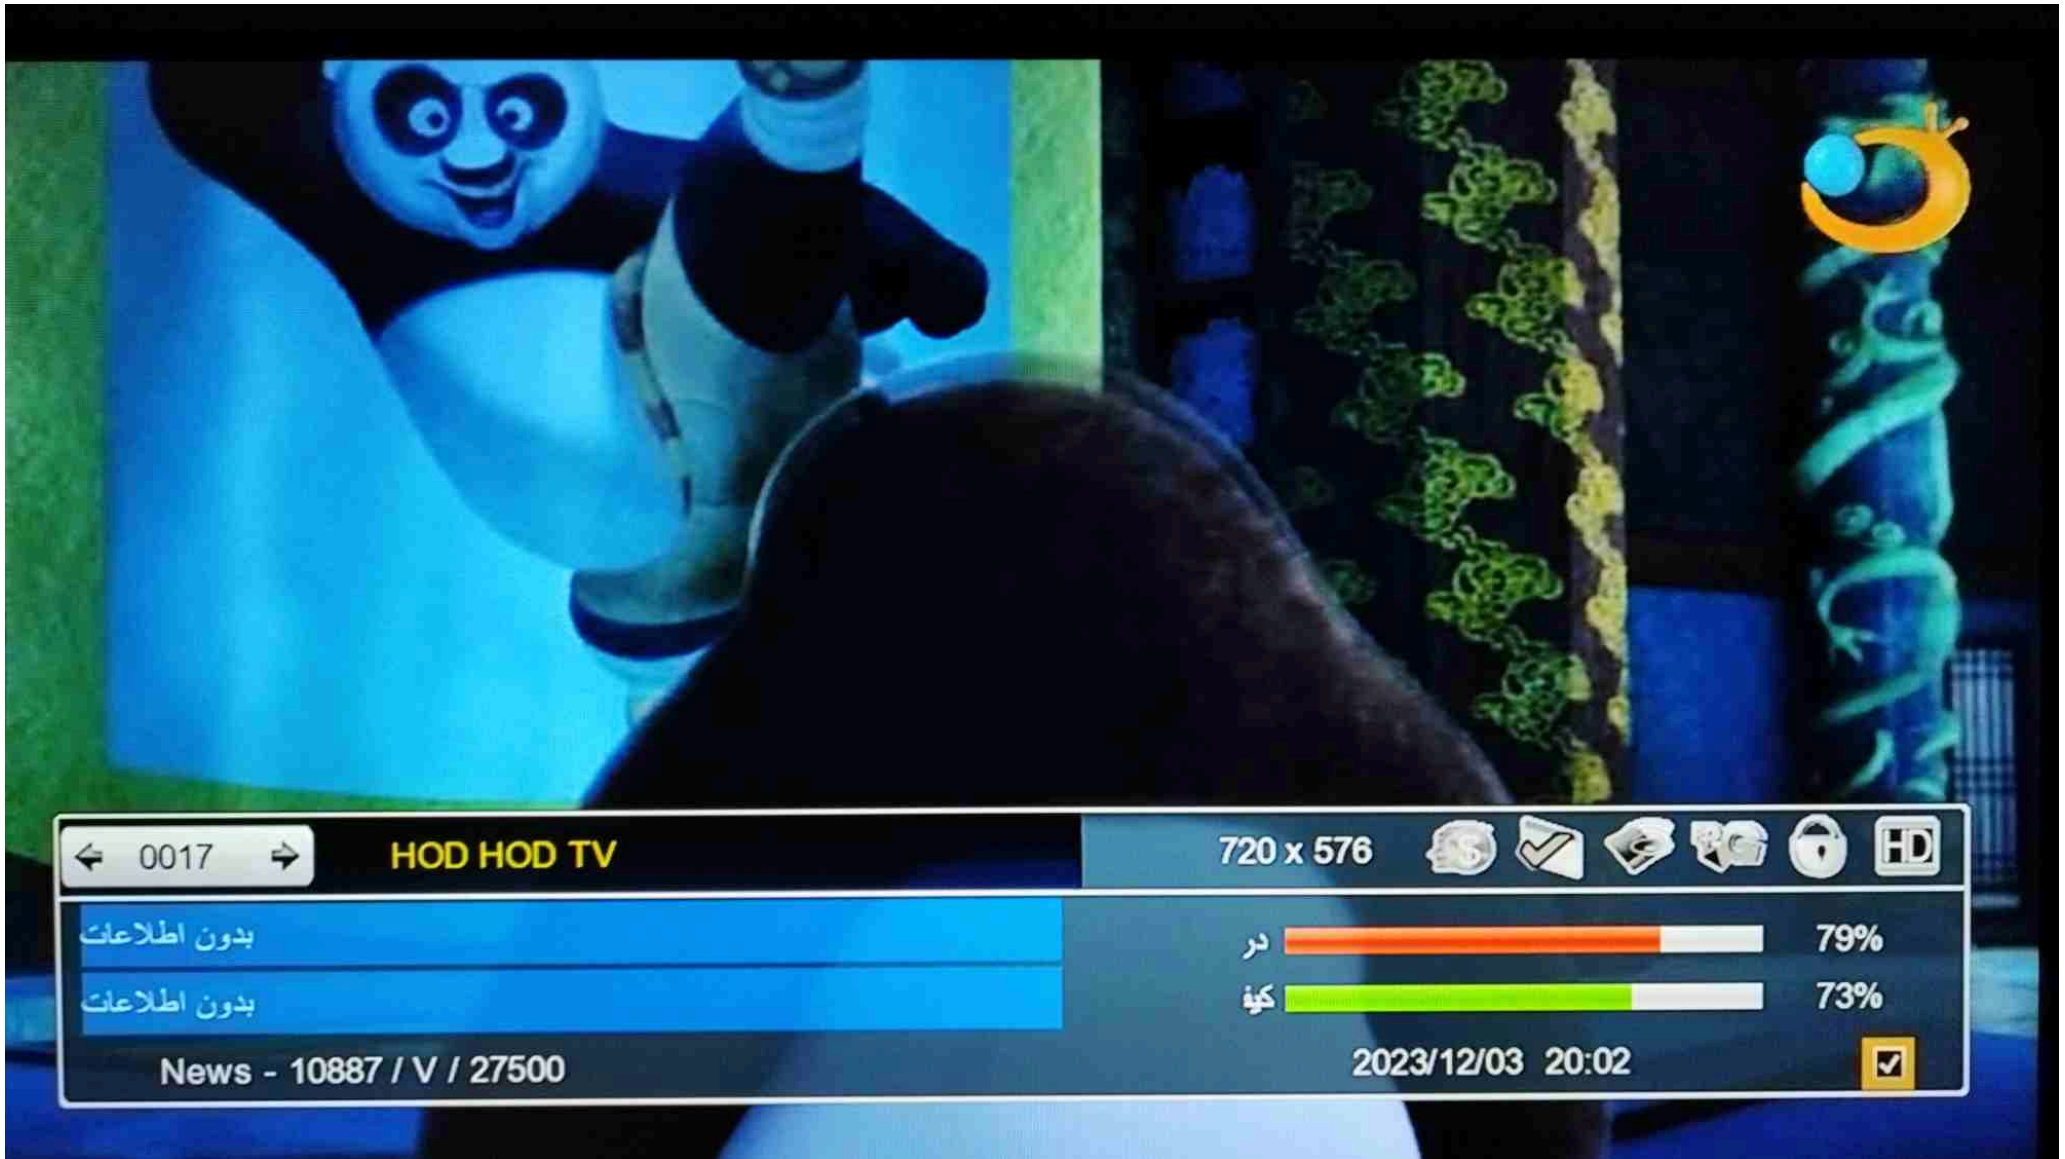 0017
HOD HOD TV
720 x 576
HD
بدون اطلاعات
در
79%
بدون اطلاعات
کیف
73%
News - 10887 / V / 27500
2023/12/03 20:02